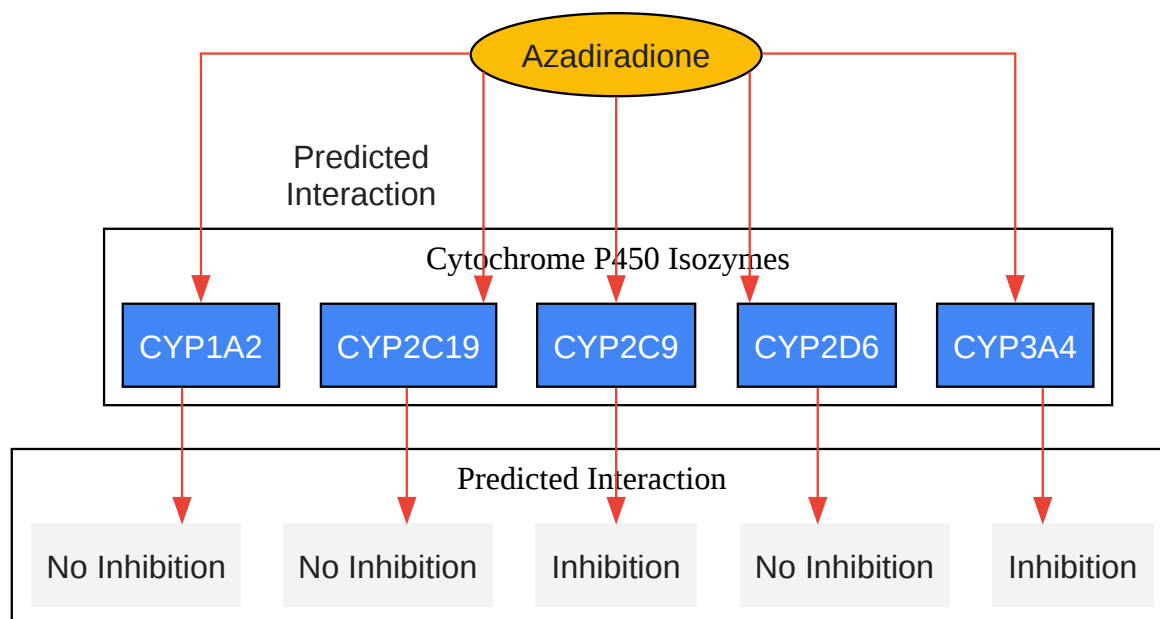 Azadiradione
Predicted
Interaction
Cytochrome P450 Isozymes
CYP1A2
CYP2C19
CYP2C9
CYP2D6
CYP3A4
Predicted Interaction
No Inhibition
No Inhibition
Inhibition
No Inhibition
Inhibition